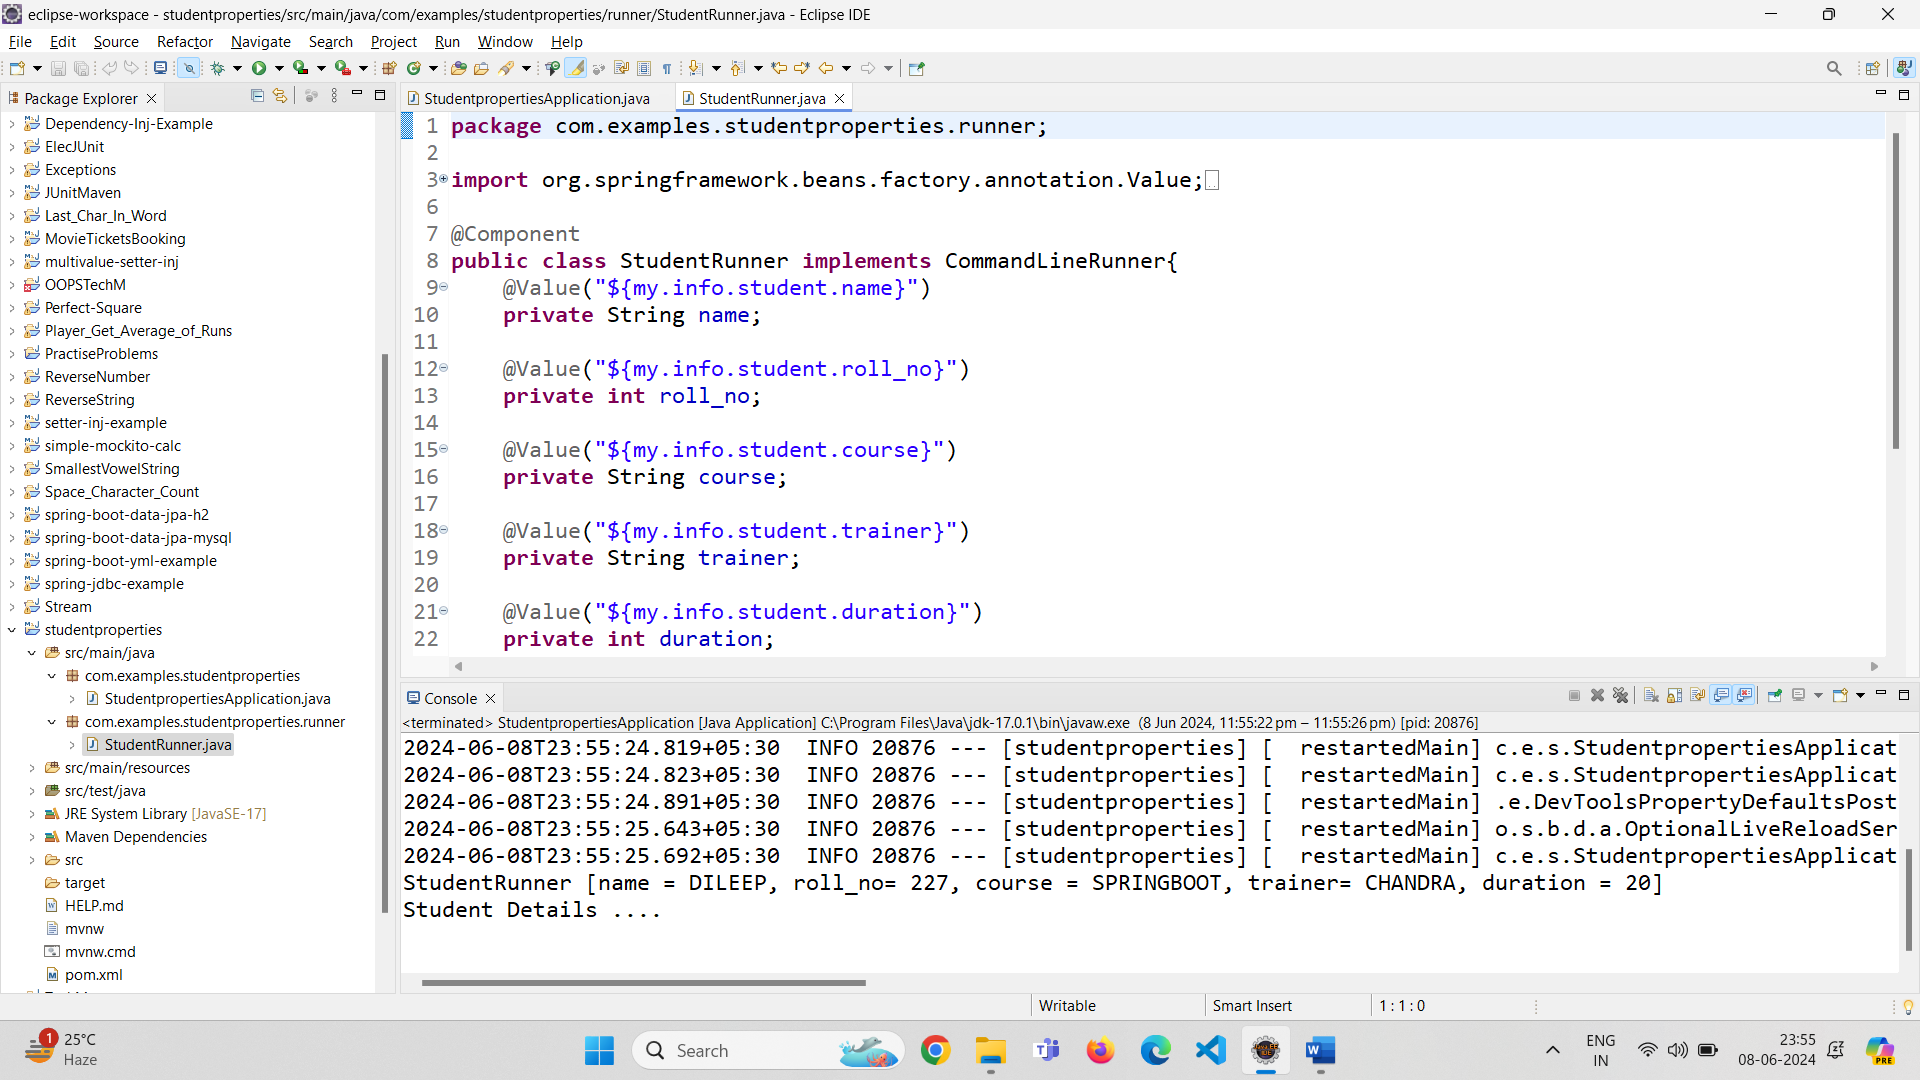 eclipse-workspace - studentproperties/src/main/java/com/examples/studentproperties/runner/StudentRunner.java - Eclipse IDE
File Edit Source Refactor Navigate Search Project Run Window Help
Package Explorer
Dependency-Inj-Example
ElecJUnit
Exceptions
JUnitMaven
Last_Char_In_Word
MovieTicketsBooking
multivalue-setter-inj
OOPSTechM
Perfect-Square
Player_Get_Average_of_Runs
PractiseProblems
ReverseNumber
ReverseString
setter-inj-example
simple-mockito-calc
SmallestVowelString
Space_Character_Count
spring-boot-data-jpa-h2
spring-boot-data-jpa-mysql
spring-boot-yml-example
spring-jdbc-example
Stream
studentproperties
src/main/java
com.examples.studentproperties
StudentpropertiesApplication.java
com.examples.studentproperties.runner
StudentRunner.java
src/main/resources
src/test/java
JRE System Library [JavaSE-17]
Maven Dependencies
src
target
HELP.md
mvnw
mvnw.cmd
pom.xml
StudentpropertiesApplication.java StudentRunner.java
1 package com.examples.studentproperties.runner;
2
3 import org.springframework.beans.factory.annotation.Value;
6
7 @Component
8 public class StudentRunner implements CommandLineRunner{
9 @Value("${my.info.student.name}")
10 private String name;
11
12 @Value("${my.info.student.roll_no}")
13 private int roll_no;
14
15 @Value("${my.info.student.course}")
16 private String course;
17
18 @Value("${my.info.student.trainer}")
19 private String trainer;
20
21 @Value("${my.info.student.duration}")
22 private int duration;
Console
<terminated> StudentpropertiesApplication [Java Application] C:\Program Files\Java\jdk-17.0.1\bin\javaw.exe (8 Jun 2024, 11:55:22 pm – 11:55:26 pm) [pid: 20876]
2024-06-08T23:55:24.819+05:30 INFO 20876 --- [studentproperties] [ restartedMain] c.e.s.StudentpropertiesApplicat
2024-06-08T23:55:24.823+05:30 INFO 20876 --- [studentproperties] [ restartedMain] c.e.s.StudentpropertiesApplicat
2024-06-08T23:55:24.891+05:30 INFO 20876 --- [studentproperties] [ restartedMain] .e.DevToolsPropertyDefaultsPost
2024-06-08T23:55:25.643+05:30 INFO 20876 --- [studentproperties] [ restartedMain] o.s.b.d.a.OptionalLiveReloadSer
2024-06-08T23:55:25.692+05:30 INFO 20876 --- [studentproperties] [ restartedMain] c.e.s.StudentpropertiesApplicat
StudentRunner [name = DILEEP, roll_no= 227, course = SPRINGBOOT, trainer= CHANDRA, duration = 20]
Student Details ....
Writable Smart Insert 1 : 1 : 0
1
25°C
Haze
Search
ENG
IN
23:55
08-06-2024
PRE